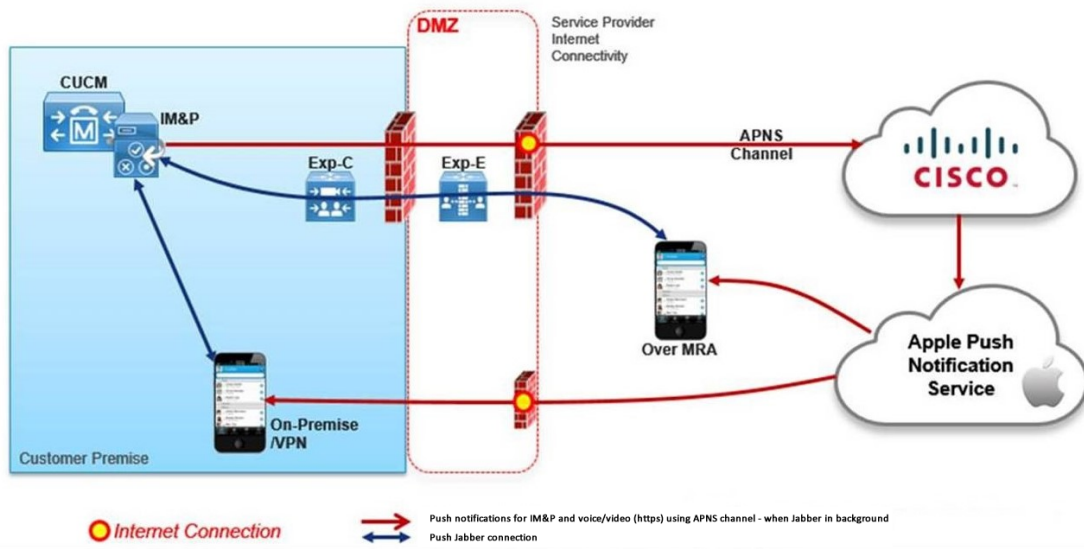 DMZ
Service Provider
Internet
Connectivity
CUCM
M
IM&P
Exp-C
Exp-E
APNS
Channel
CISCO
Over MRA
Apple Push
Notification
Service
On-Premise
/VPN
Customer Premise
Internet Connection
Push notifications for IM&P and voice/video (https) using APNS channel - when Jabber in background
Push Jabber connection